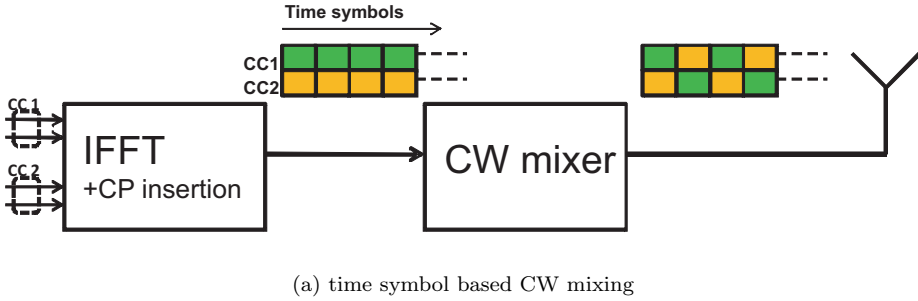 Time symbols
CC1
CC2
CC 1
CC 2
IFFT
+CP insertion
CW mixer
(a) time symbol based CW mixing